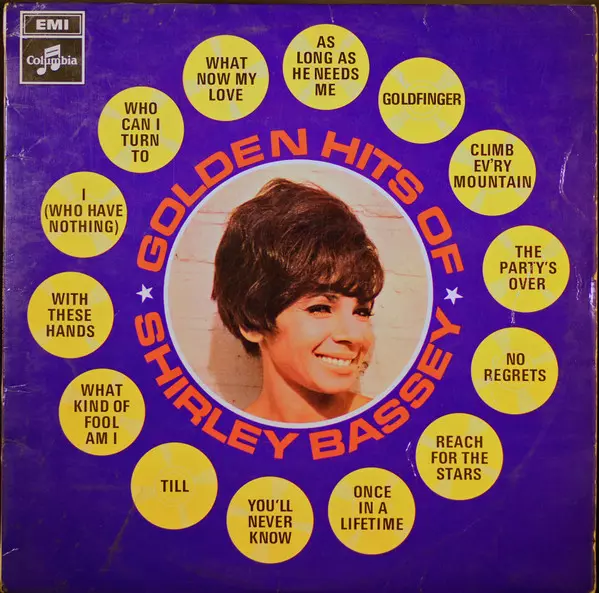 EMI
Columbia
GOLDEN HITS OF
SHIRLEY BASSEY
AS
LONG AS
HE NEEDS
ME
GOLDFINGER
CLIMB
EV'RY
MOUNTAIN
THE
PARTY'S
OVER
NO
REGRETS
REACH
FOR THE
STARS
ONCE
IN A
LIFETIME
YOU'LL
NEVER
KNOW
TILL
WHAT
KIND OF
FOOL
AM I
WITH
THESE
HANDS
I
(WHO HAVE
NOTHING)
WHO
CAN I
TURN
TO
WHAT
NOW MY
LOVE